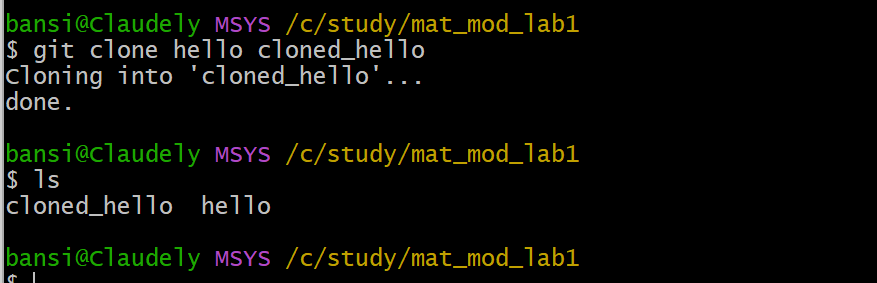 bansi@Claudely MSYS /c/study/mat_mod_lab1
$ git clone hello cloned_hello
Cloning into 'cloned_hello'...
done.
bansi@Claudely MSYS /c/study/mat_mod_lab1
$ ls
cloned_hello  hello
bansi@Claudely MSYS /c/study/mat_mod_lab1
$